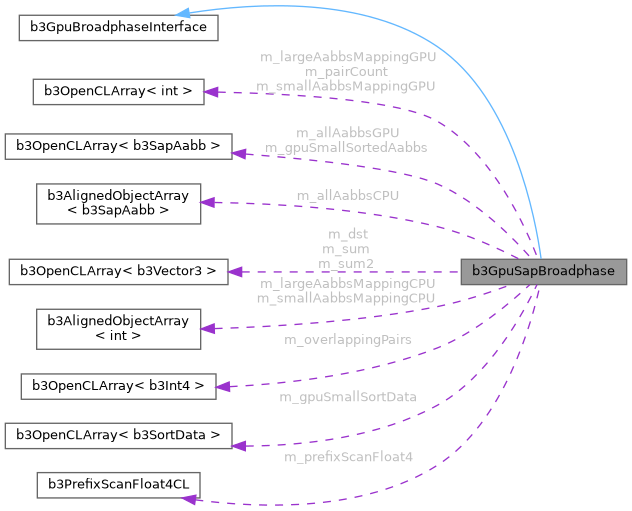 b3GpuBroadphaseInterface
m_largeAabbsMappingGPU
m_pairCount
m_smallAabbsMappingGPU
b3OpenCLArray< int >
m_allAabbsGPU
m_gpuSmallSortedAabbs
b3OpenCLArray< b3SapAabb >
m_allAabbsCPU
b3AlignedObjectArray
< b3SapAabb >
m_dst
m_sum
m_sum2
b3OpenCLArray< b3Vector3 >
b3GpuSapBroadphase
m_largeAabbsMappingCPU
m_smallAabbsMappingCPU
b3AlignedObjectArray
< int >
m_overlappingPairs
b3OpenCLArray< b3Int4 >
m_gpuSmallSortData
b3OpenCLArray< b3SortData >
m_prefixScanFloat4
b3PrefixScanFloat4CL